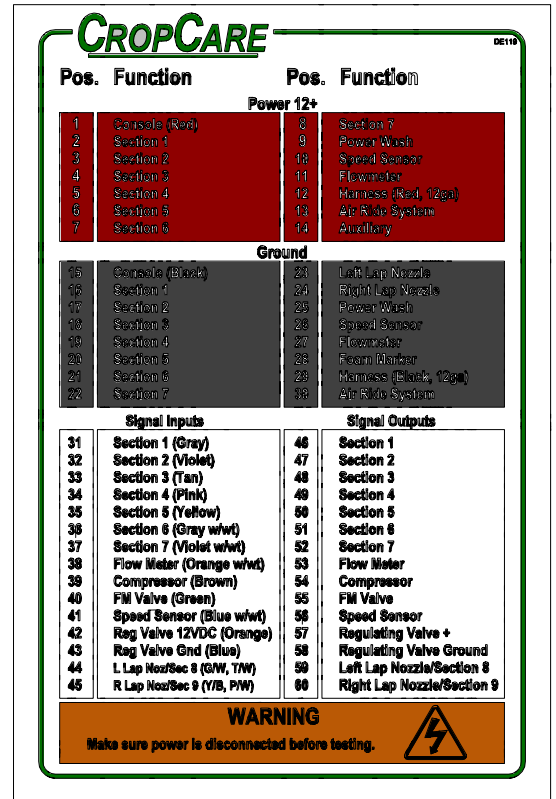 CROPCARE
DE118
Pos. Function Pos. Function
Power 12+
1 Console (Red) 8 Section 7
2 Section 1 9 Power Wash
3 Section 2 10 Speed Sensor
4 Section 3 11 Flowmeter
5 Section 4 12 Harness (Red, 12ga)
6 Section 5 13 Air Ride System
7 Section 6 14 Auxiliary
Ground
15 Console (Black) 23 Left Lap Nozzle
16 Section 1 24 Right Lap Nozzle
17 Section 2 25 Power Wash
18 Section 3 26 Speed Sensor
19 Section 4 27 Flowmeter
20 Section 5 28 Foam Marker
21 Section 6 29 Harness (Black, 12ga)
22 Section 7 30 Air Ride System
Signal Inputs Signal Outputs
31 Section 1 (Gray) 46 Section 1
32 Section 2 (Violet) 47 Section 2
33 Section 3 (Tan) 48 Section 3
34 Section 4 (Pink) 49 Section 4
35 Section 5 (Yellow) 50 Section 5
36 Section 6 (Gray w/wt) 51 Section 6
37 Section 7 (Violet w/wt) 52 Section 7
38 Flow Meter (Orange w/wt) 53 Flow Meter
39 Compressor (Brown) 54 Compressor
40 FM Valve (Green) 55 FM Valve
41 Speed Sensor (Blue w/wt) 56 Speed Sensor
42 Reg Valve 12VDC (Orange) 57 Regulating Valve +
43 Reg Valve Gnd (Blue) 58 Regulating Valve Ground
44 L Lap Noz/Sec 8 (G/W, T/W) 59 Left Lap Nozzle/Section 8
45 R Lap Noz/Sec 9 (Y/B, P/W) 60 Right Lap Nozzle/Section 9
WARNING
Make sure power is disconnected before testing.